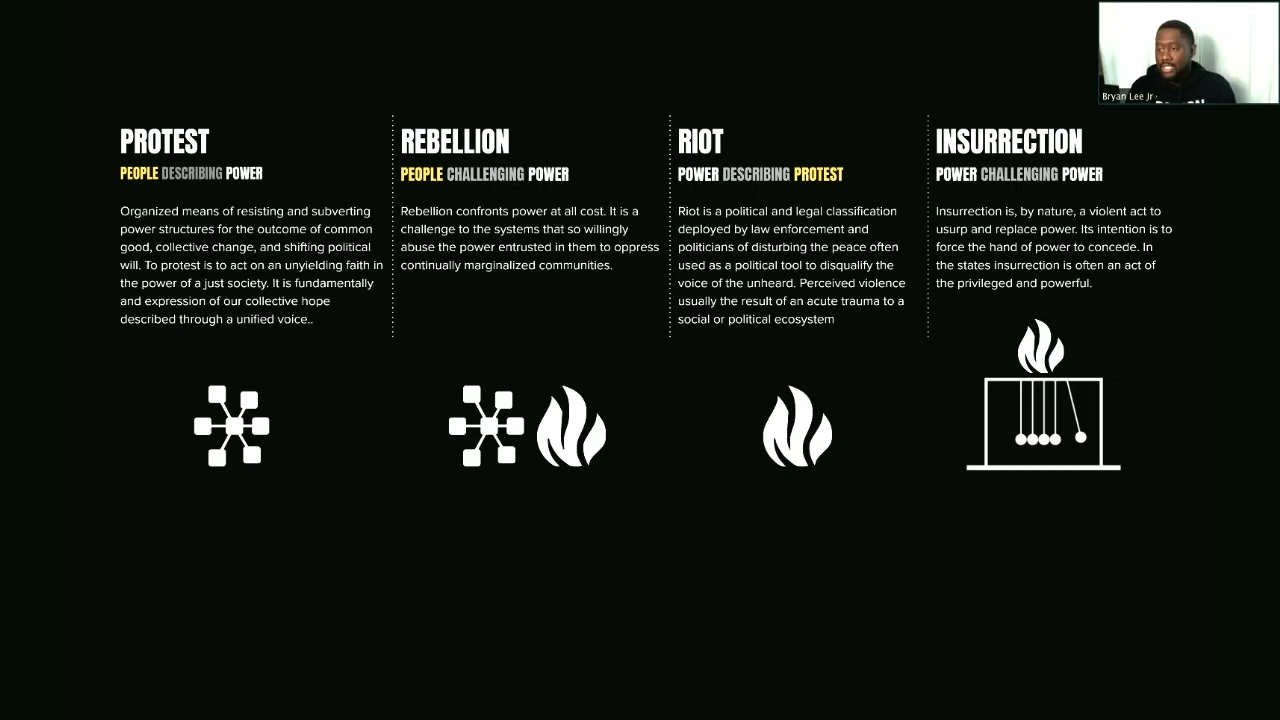 Bryan Lee Jr
PROTEST
PEOPLE DESCRIBING POWER
Organized means of resisting and subverting
power structures for the outcome of common
good, collective change, and shifting political
will. To protest is to act on an unyielding faith in
the power of a just society. It is fundamentally
and expression of our collective hope
described through a unified voice..
REBELLION
PEOPLE CHALLENGING POWER
Rebellion confronts power at all cost. It is a
challenge to the systems that so willingly
abuse the power entrusted in them to oppress
continually marginalized communities.
RIOT
POWER DESCRIBING PROTEST
Riot is a political and legal classification
deployed by law enforcement and
politicians of disturbing the peace often
used as a political tool to disqualify the
voice of the unheard. Perceived violence
usually the result of an acute trauma to a
social or political ecosystem
INSURRECTION
POWER CHALLENGING POWER
Insurrection is, by nature, a violent act to
usurp and replace power. Its intention is to
force the hand of power to concede. In
the states insurrection is often an act of
the privileged and powerful.